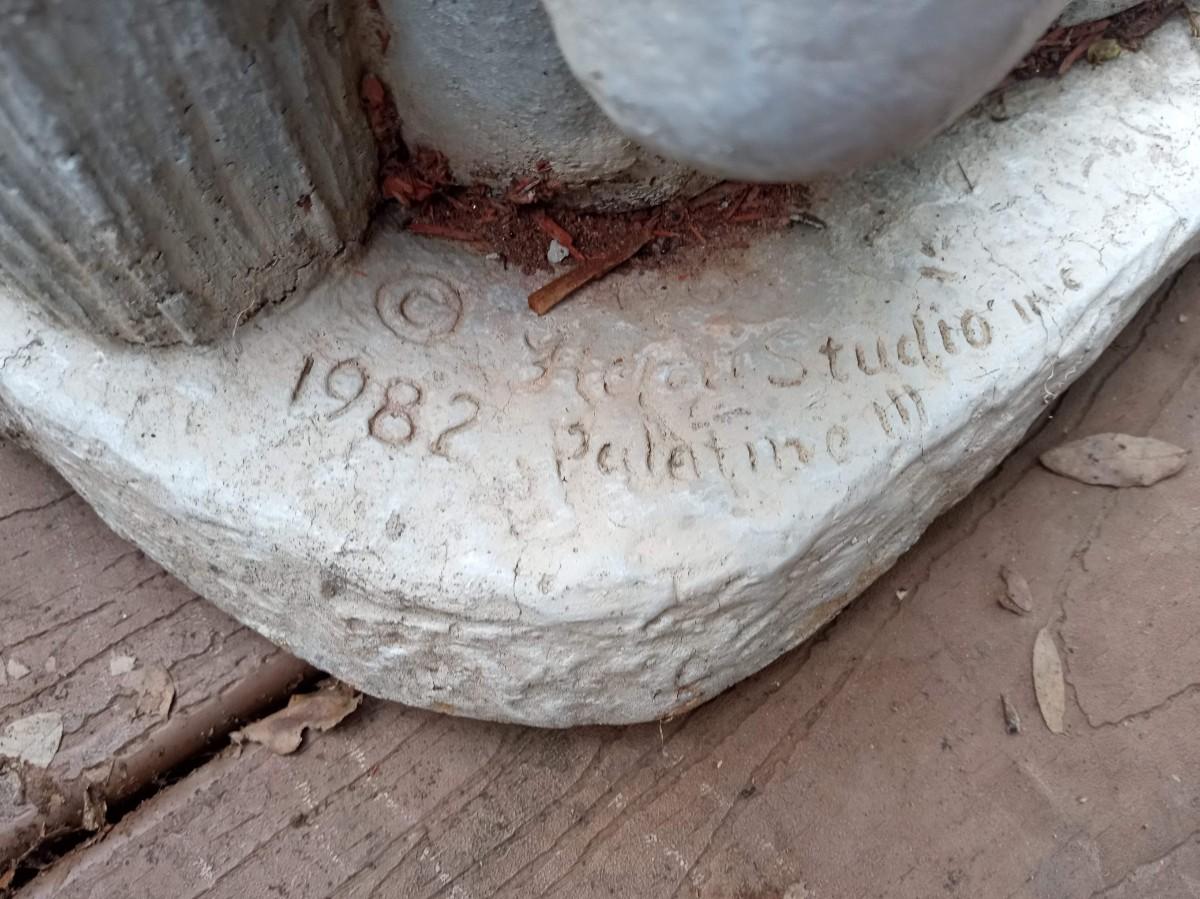 ©
1982
Studio inc
Palatine Ill